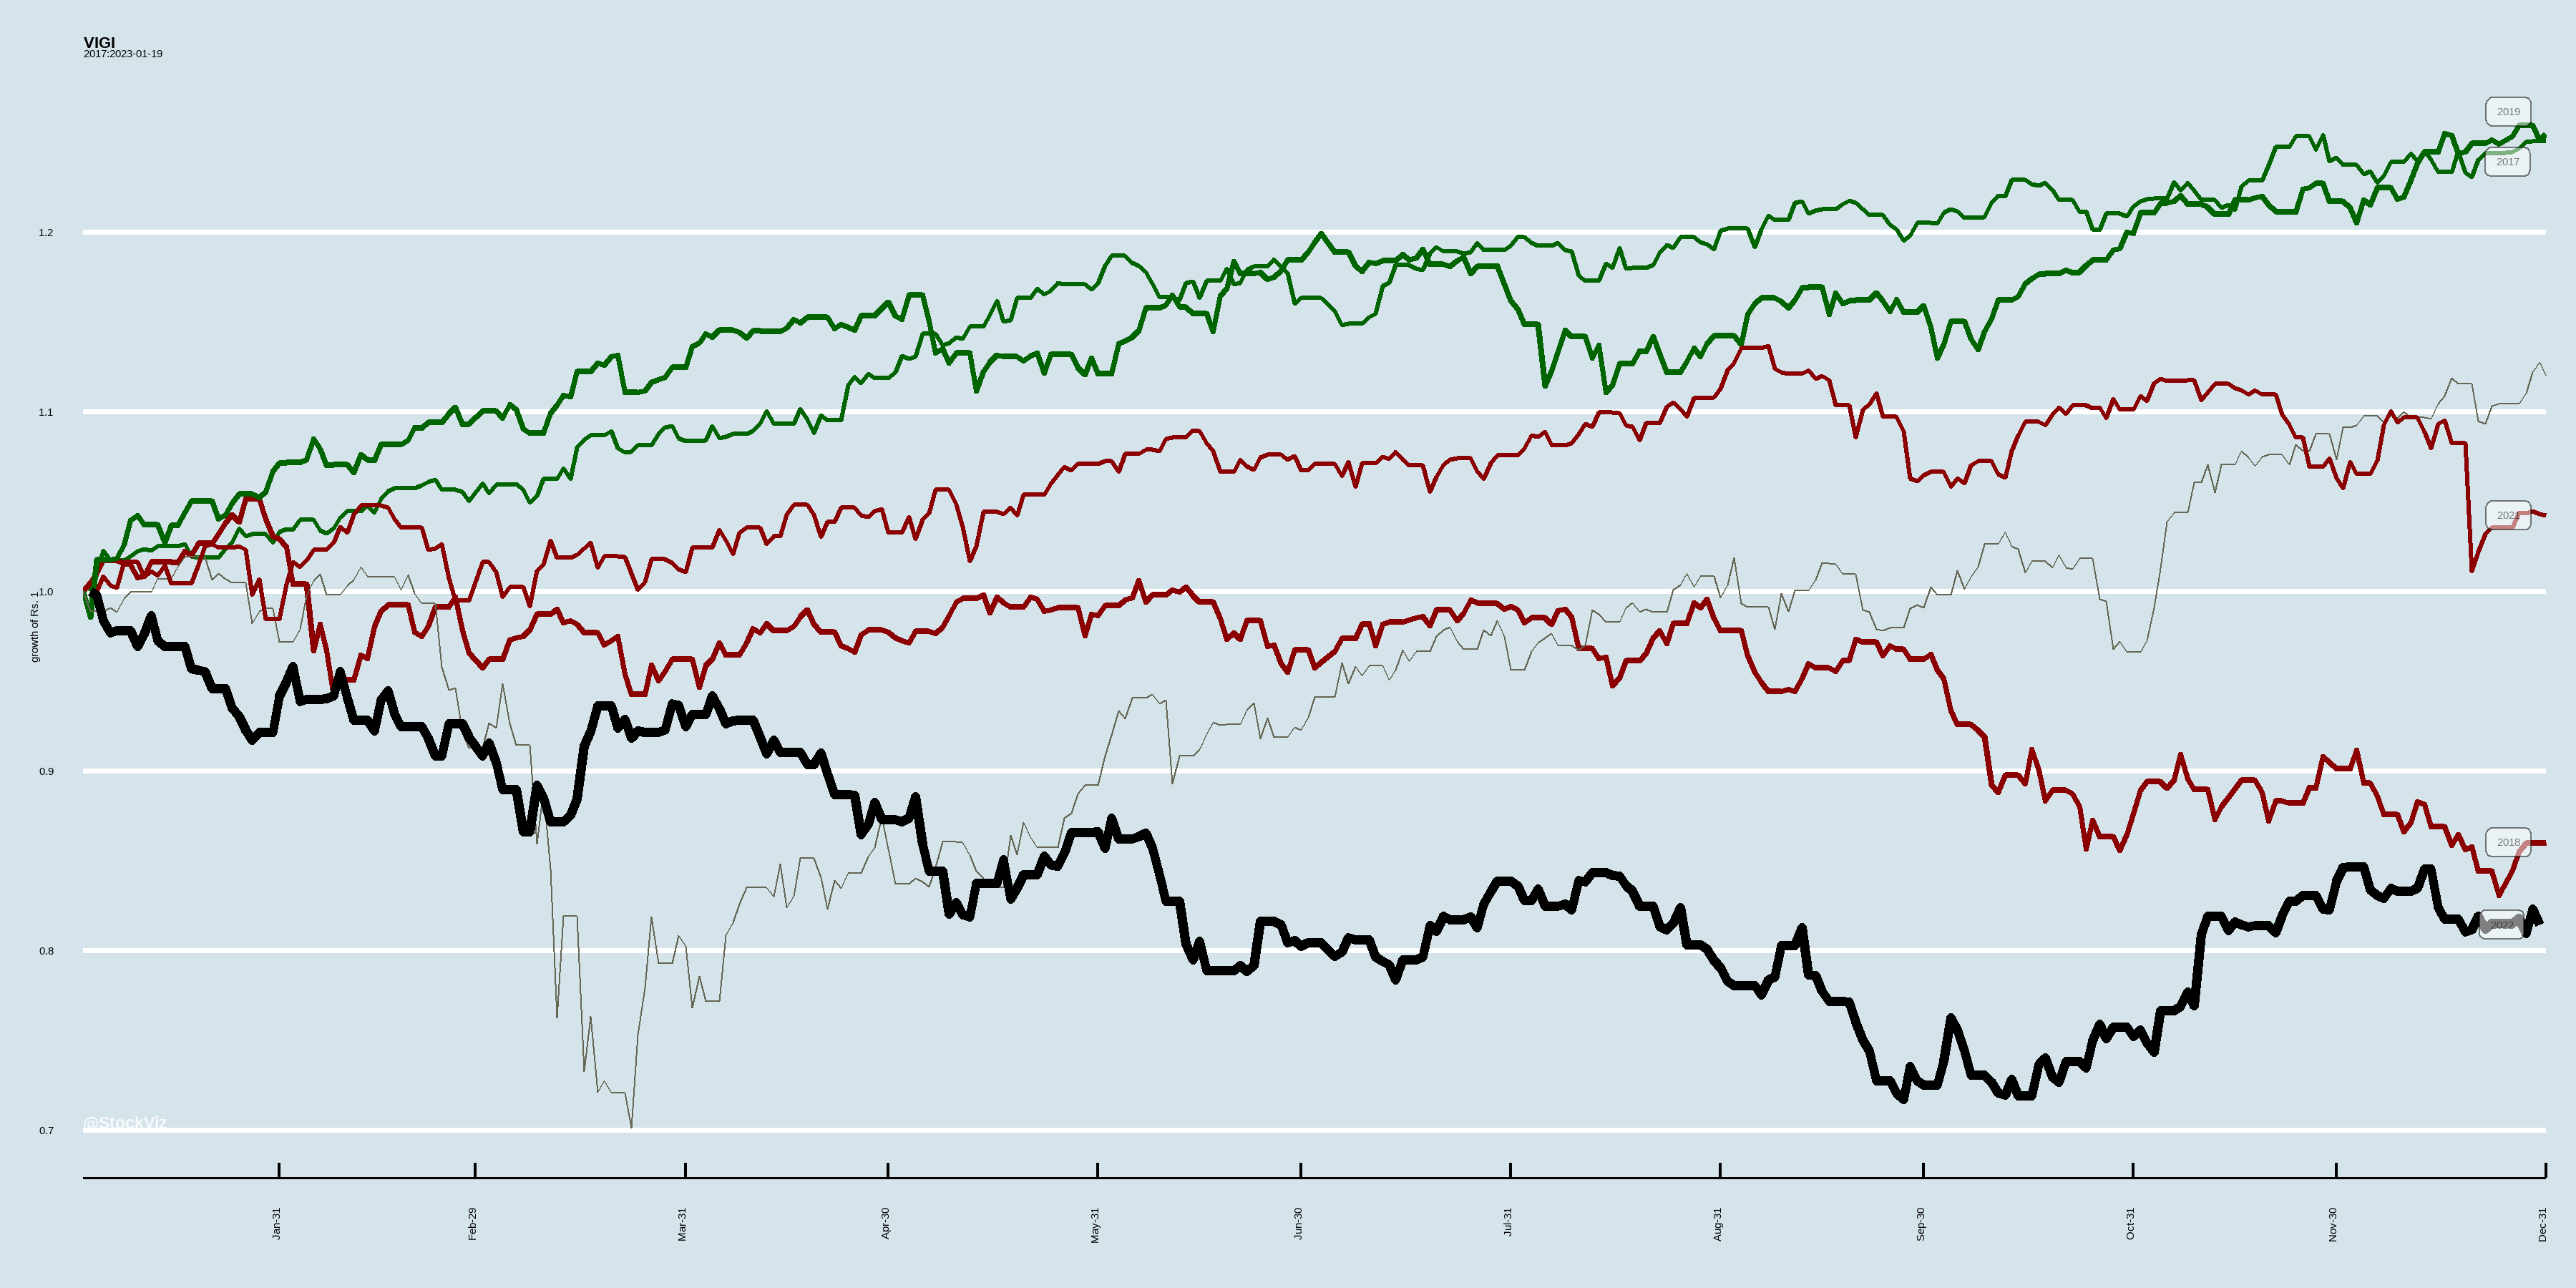 VIGI
2017:2023-01-19
2019
2017
1.2
1.1
2021
1.0
growth of Rs. 1
0.9
2018
2022
0.8
@StockViz
0.7
Jan-31
Feb-29
Mar-31
Apr-30
May-31
Jun-30
Jul-31
Aug-31
Sep-30
Oct-31
Nov-30
Dec-31